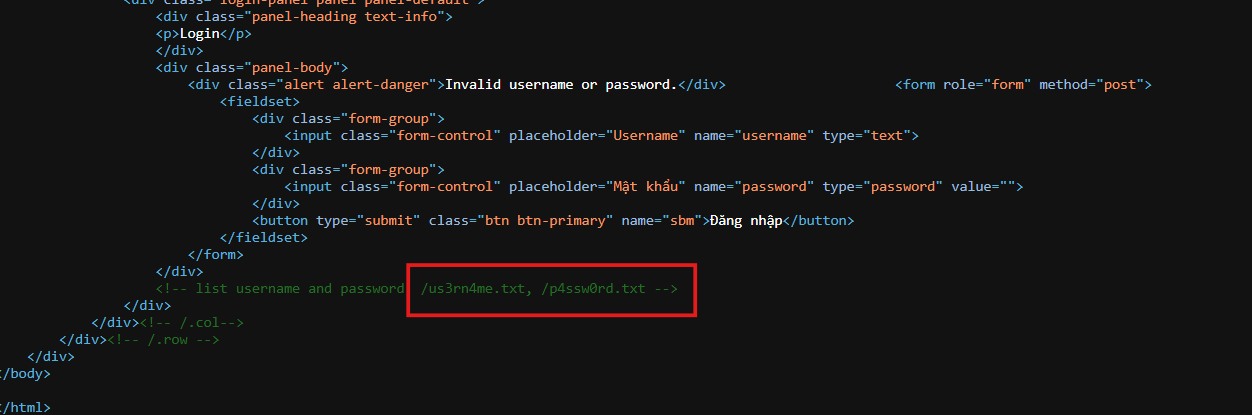 <div class="login-panel panel panel-default">
<div class="panel-heading text-info">
<p>Login</p>
</div>
<div class="panel-body">
<div class="alert alert-danger">Invalid username or password.</div> <form role="form" method="post">
<fieldset>
<div class="form-group">
<input class="form-control" placeholder="Username" name="username" type="text">
</div>
<div class="form-group">
<input class="form-control" placeholder="Mật khẩu" name="password" type="password" value="">
</div>
<button type="submit" class="btn btn-primary" name="sbm">Đăng nhập</button>
</fieldset>
</form>
</div>
<!-- list username and password /us3rn4me.txt, /p4ssw0rd.txt -->
</div>
</div><!-- /.col-->
</div><!-- /.row -->
</div>
</body>
</html>